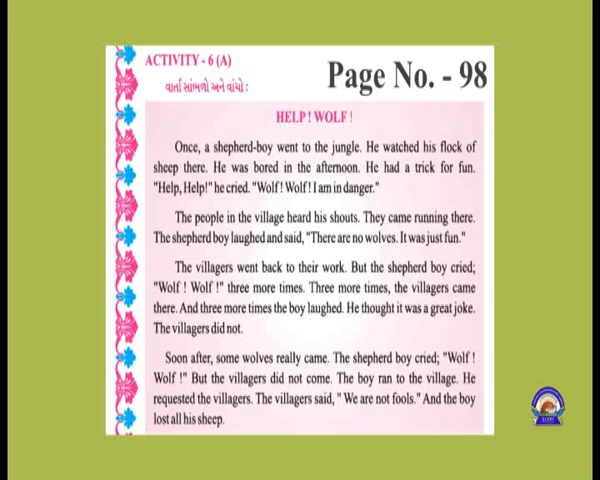 ACTIVITY - 6 (A)
Page No. - 98
વાર્તા સાંભળો અને વાંચો :
HELP ! WOLF !
Once, a shepherd-boy went to the jungle. He watched his flock of
sheep there. He was bored in the afternoon. He had a trick for fun.
"Help, Help!" he cried. "Wolf ! Wolf ! I am in danger."
The people in the village heard his shouts. They came running there.
The shepherd boy laughed and said, "There are no wolves. It was just fun."
The villagers went back to their work. But the shepherd boy cried;
"Wolf ! Wolf !" three more times. Three more times, the villagers came
there. And three more times the boy laughed. He thought it was a great joke.
The villagers did not.
Soon after, some wolves really came. The shepherd boy cried; "Wolf !
Wolf !" But the villagers did not come. The boy ran to the village. He
requested the villagers. The villagers said, " We are not fools." And the boy
lost all his sheep.